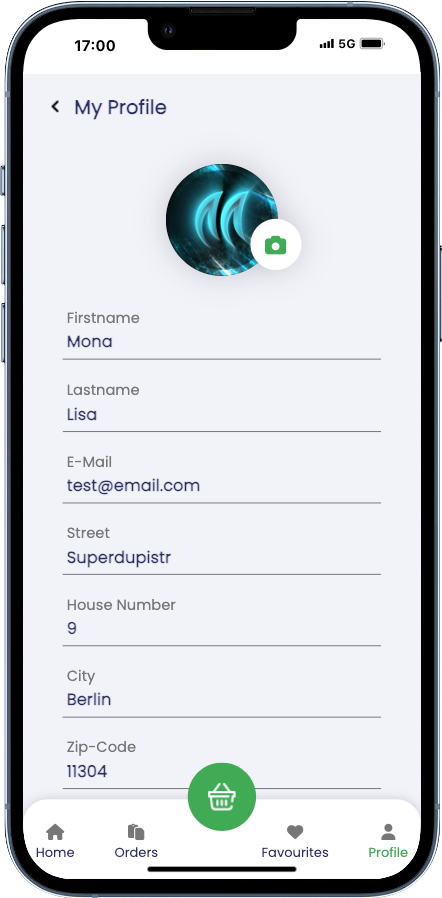 17:00
5G
My Profile
Firstname
Mona
Lastname
Lisa
E-Mail
test@email.com
Street
Superdupistr
House Number
9
City
Berlin
Zip-Code
11304
Home
Orders
Favourites
Profile